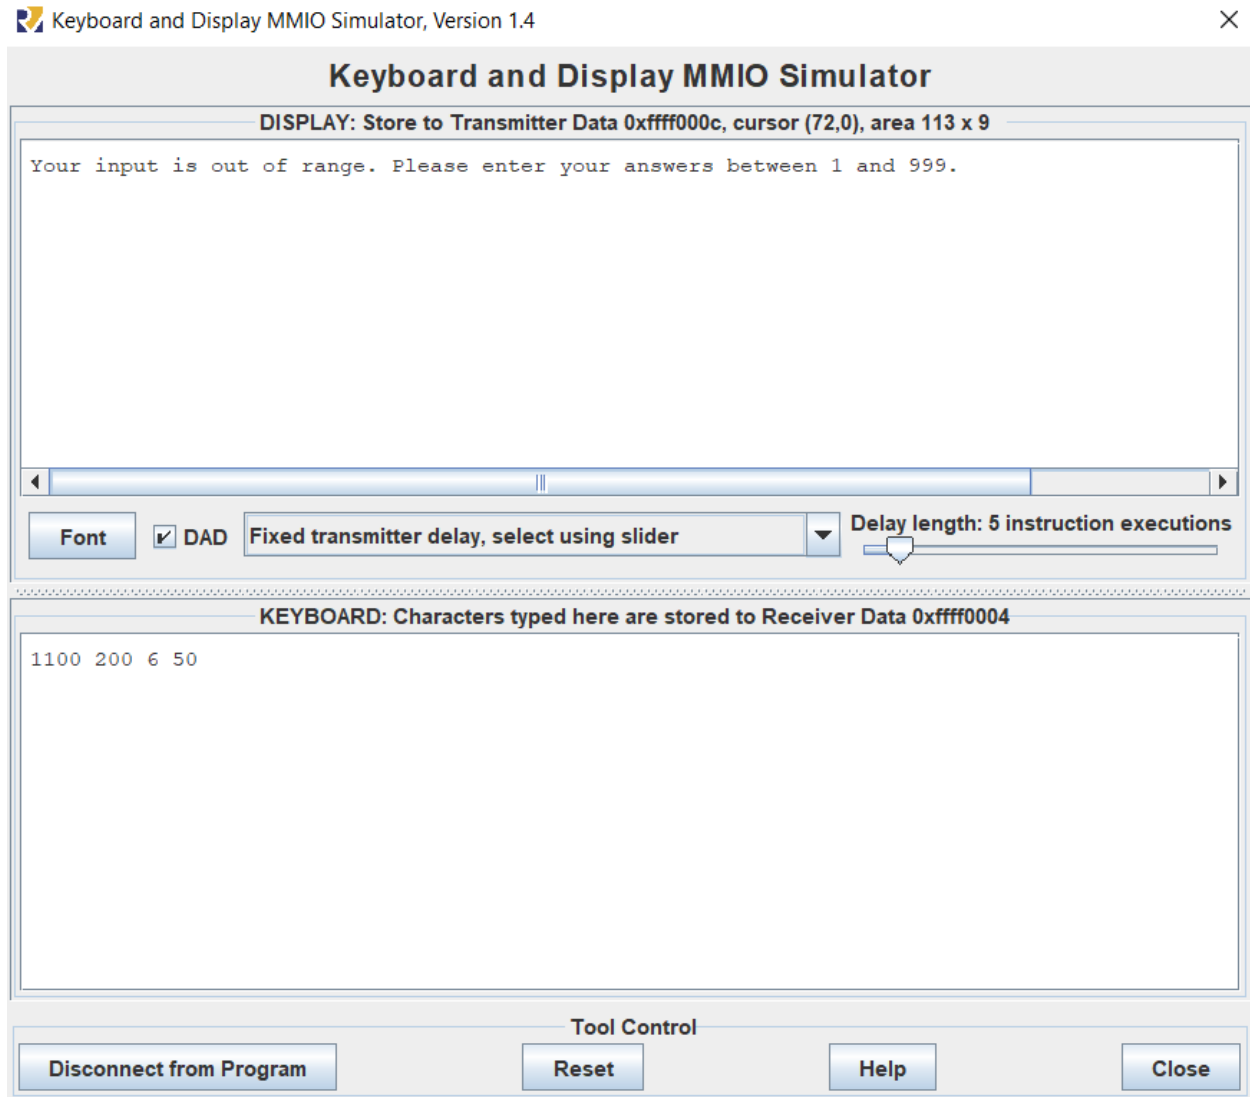 Keyboard and Display MMIO Simulator, Version 1.4
Keyboard and Display MMIO Simulator
DISPLAY: Store to Transmitter Data 0xffff000c, cursor (72,0), area 113 x 9
Your input is out of range. Please enter your answers between 1 and 999.
Font
DAD
Fixed transmitter delay, select using slider
Delay length: 5 instruction executions
KEYBOARD: Characters typed here are stored to Receiver Data 0xffff0004
1100 200 6 50
Tool Control
Disconnect from Program
Reset
Help
Close